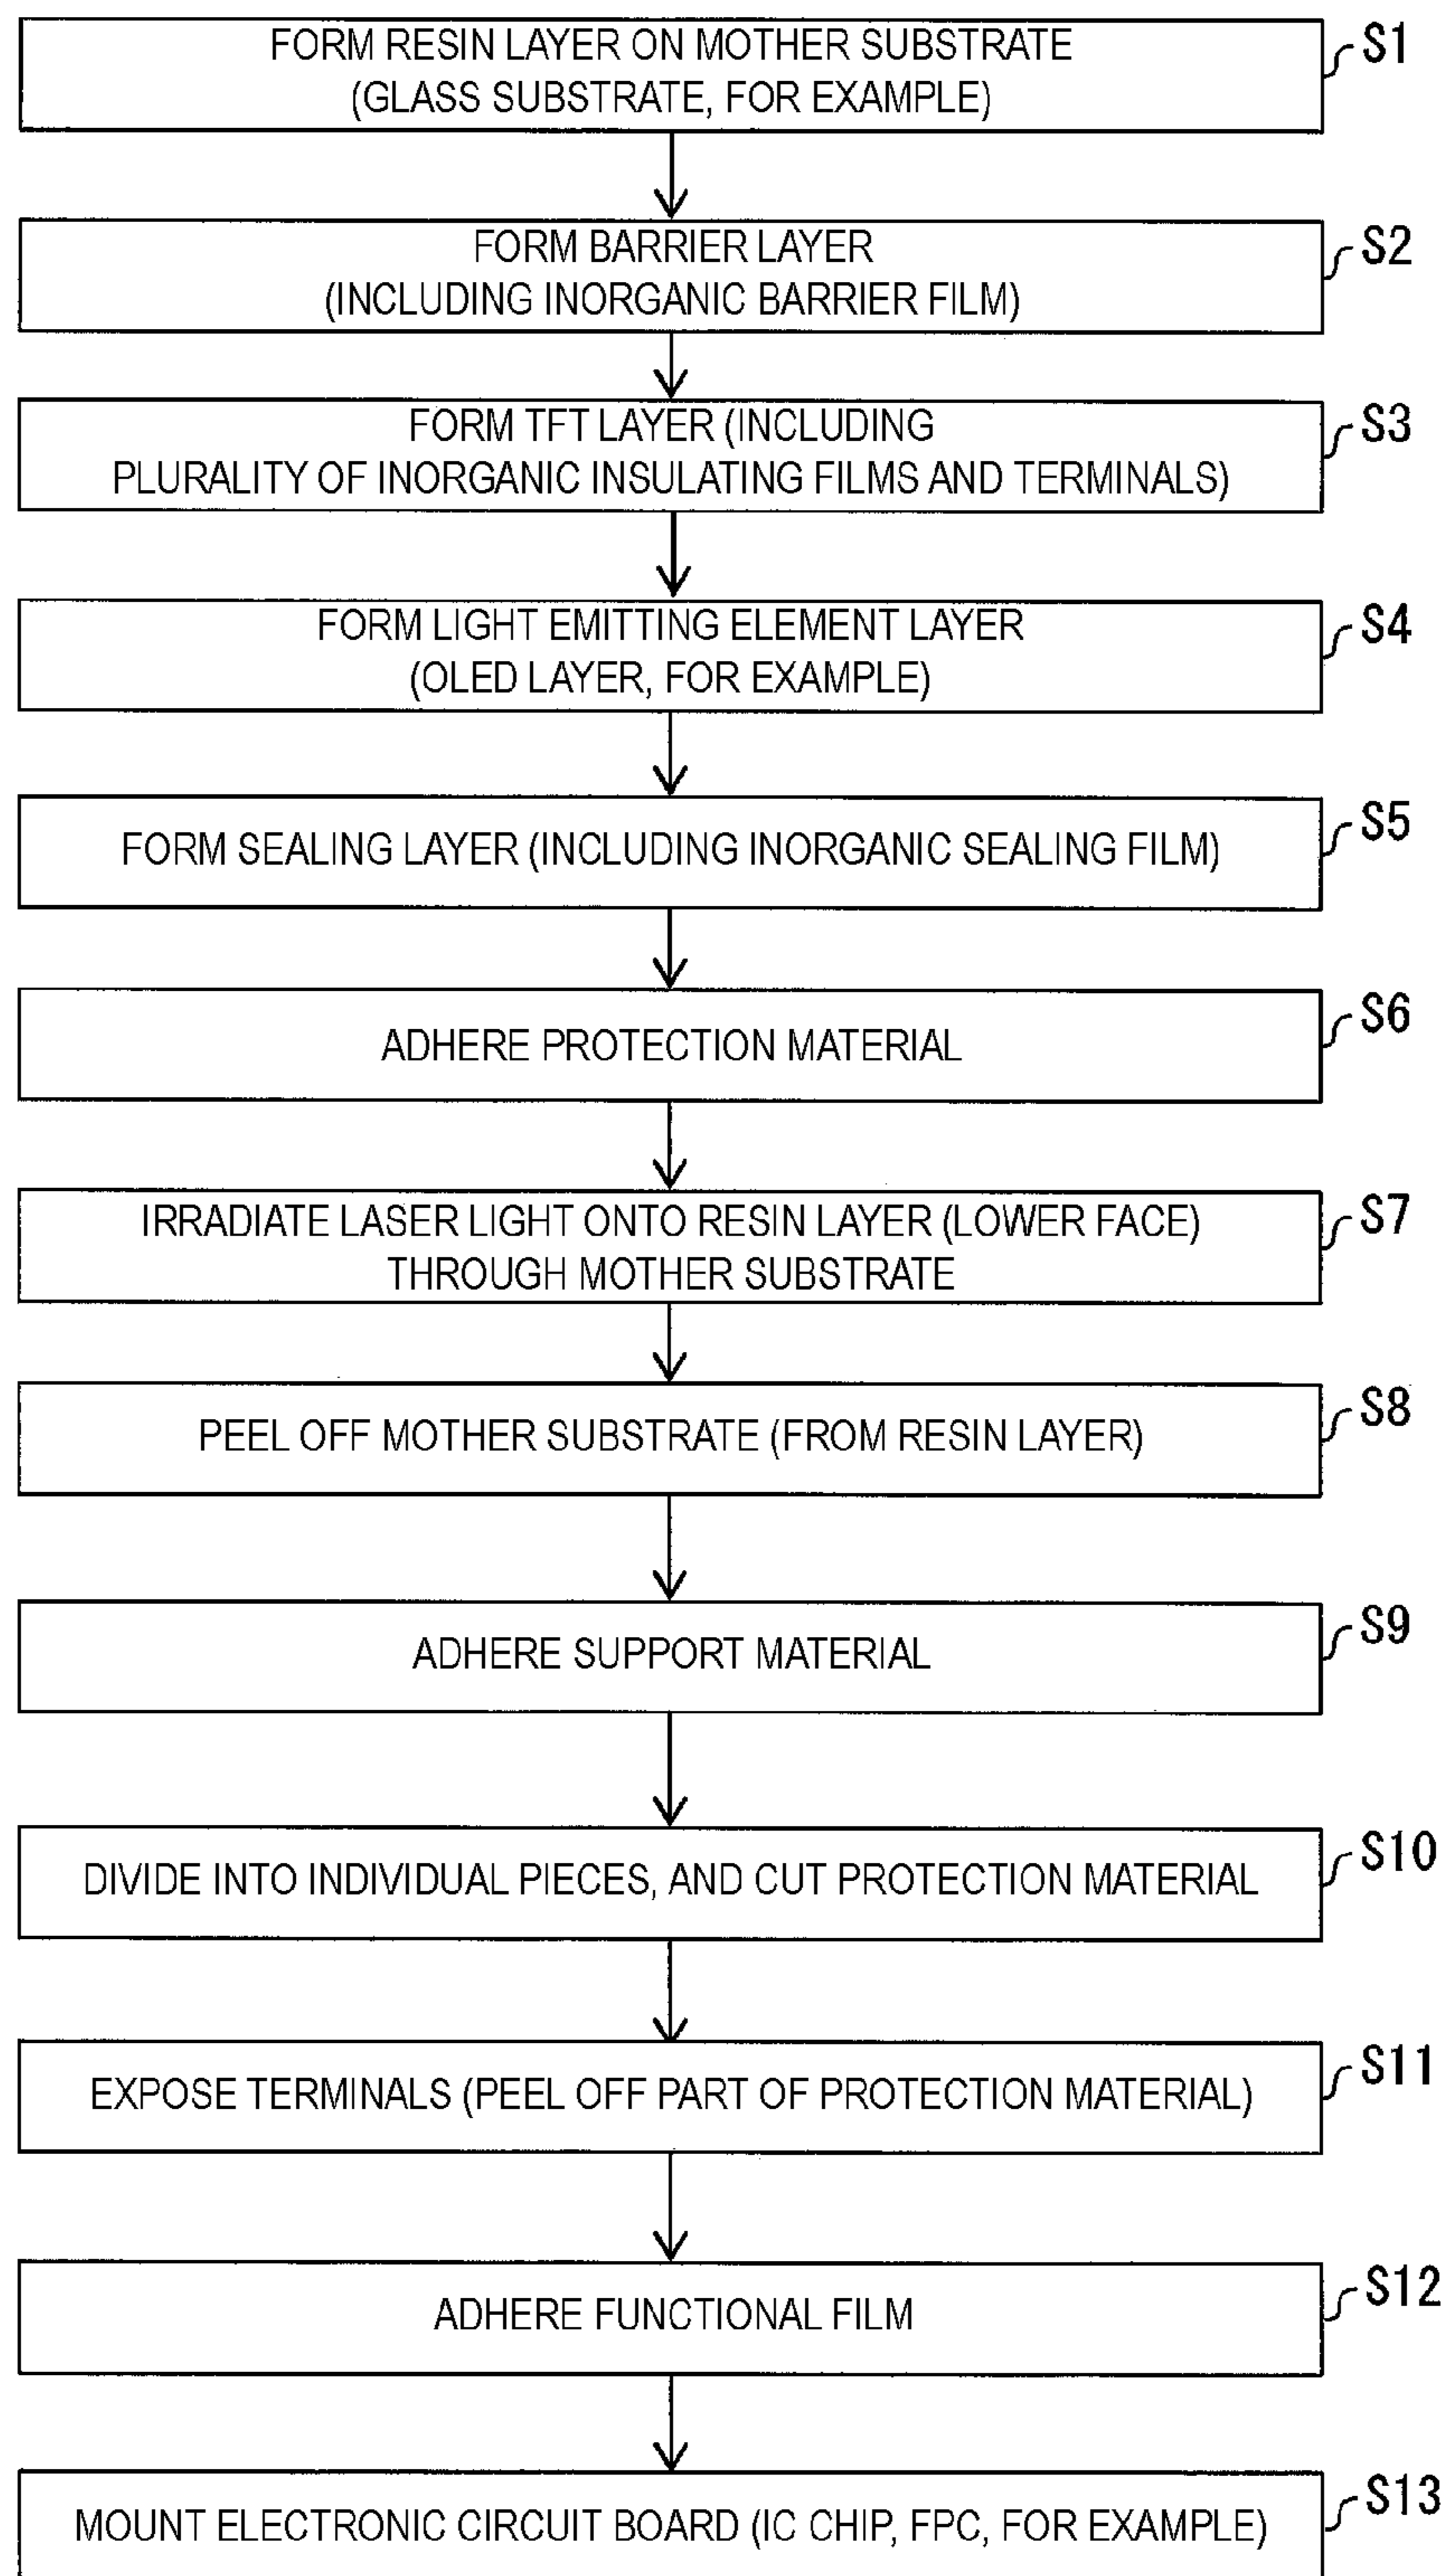 FORM RESIN LAYER ON MOTHER SUBSTRATE
(GLASS SUBSTRATE, FOR EXAMPLE)
S1
FORM BARRIER LAYER
(INCLUDING INORGANIC BARRIER FILM)
S2
FORM TFT LAYER (INCLUDING
PLURALITY OF INORGANIC INSULATING FILMS AND TERMINALS)
S3
FORM LIGHT EMITTING ELEMENT LAYER
(OLED LAYER, FOR EXAMPLE)
S4
FORM SEALING LAYER (INCLUDING INORGANIC SEALING FILM)
S5
ADHERE PROTECTION MATERIAL
S6
IRRADIATE LASER LIGHT ONTO RESIN LAYER (LOWER FACE)
THROUGH MOTHER SUBSTRATE
S7
PEEL OFF MOTHER SUBSTRATE (FROM RESIN LAYER)
S8
ADHERE SUPPORT MATERIAL
S9
DIVIDE INTO INDIVIDUAL PIECES, AND CUT PROTECTION MATERIAL
S10
EXPOSE TERMINALS (PEEL OFF PART OF PROTECTION MATERIAL)
S11
ADHERE FUNCTIONAL FILM
S12
MOUNT ELECTRONIC CIRCUIT BOARD (IC CHIP, FPC, FOR EXAMPLE)
S13